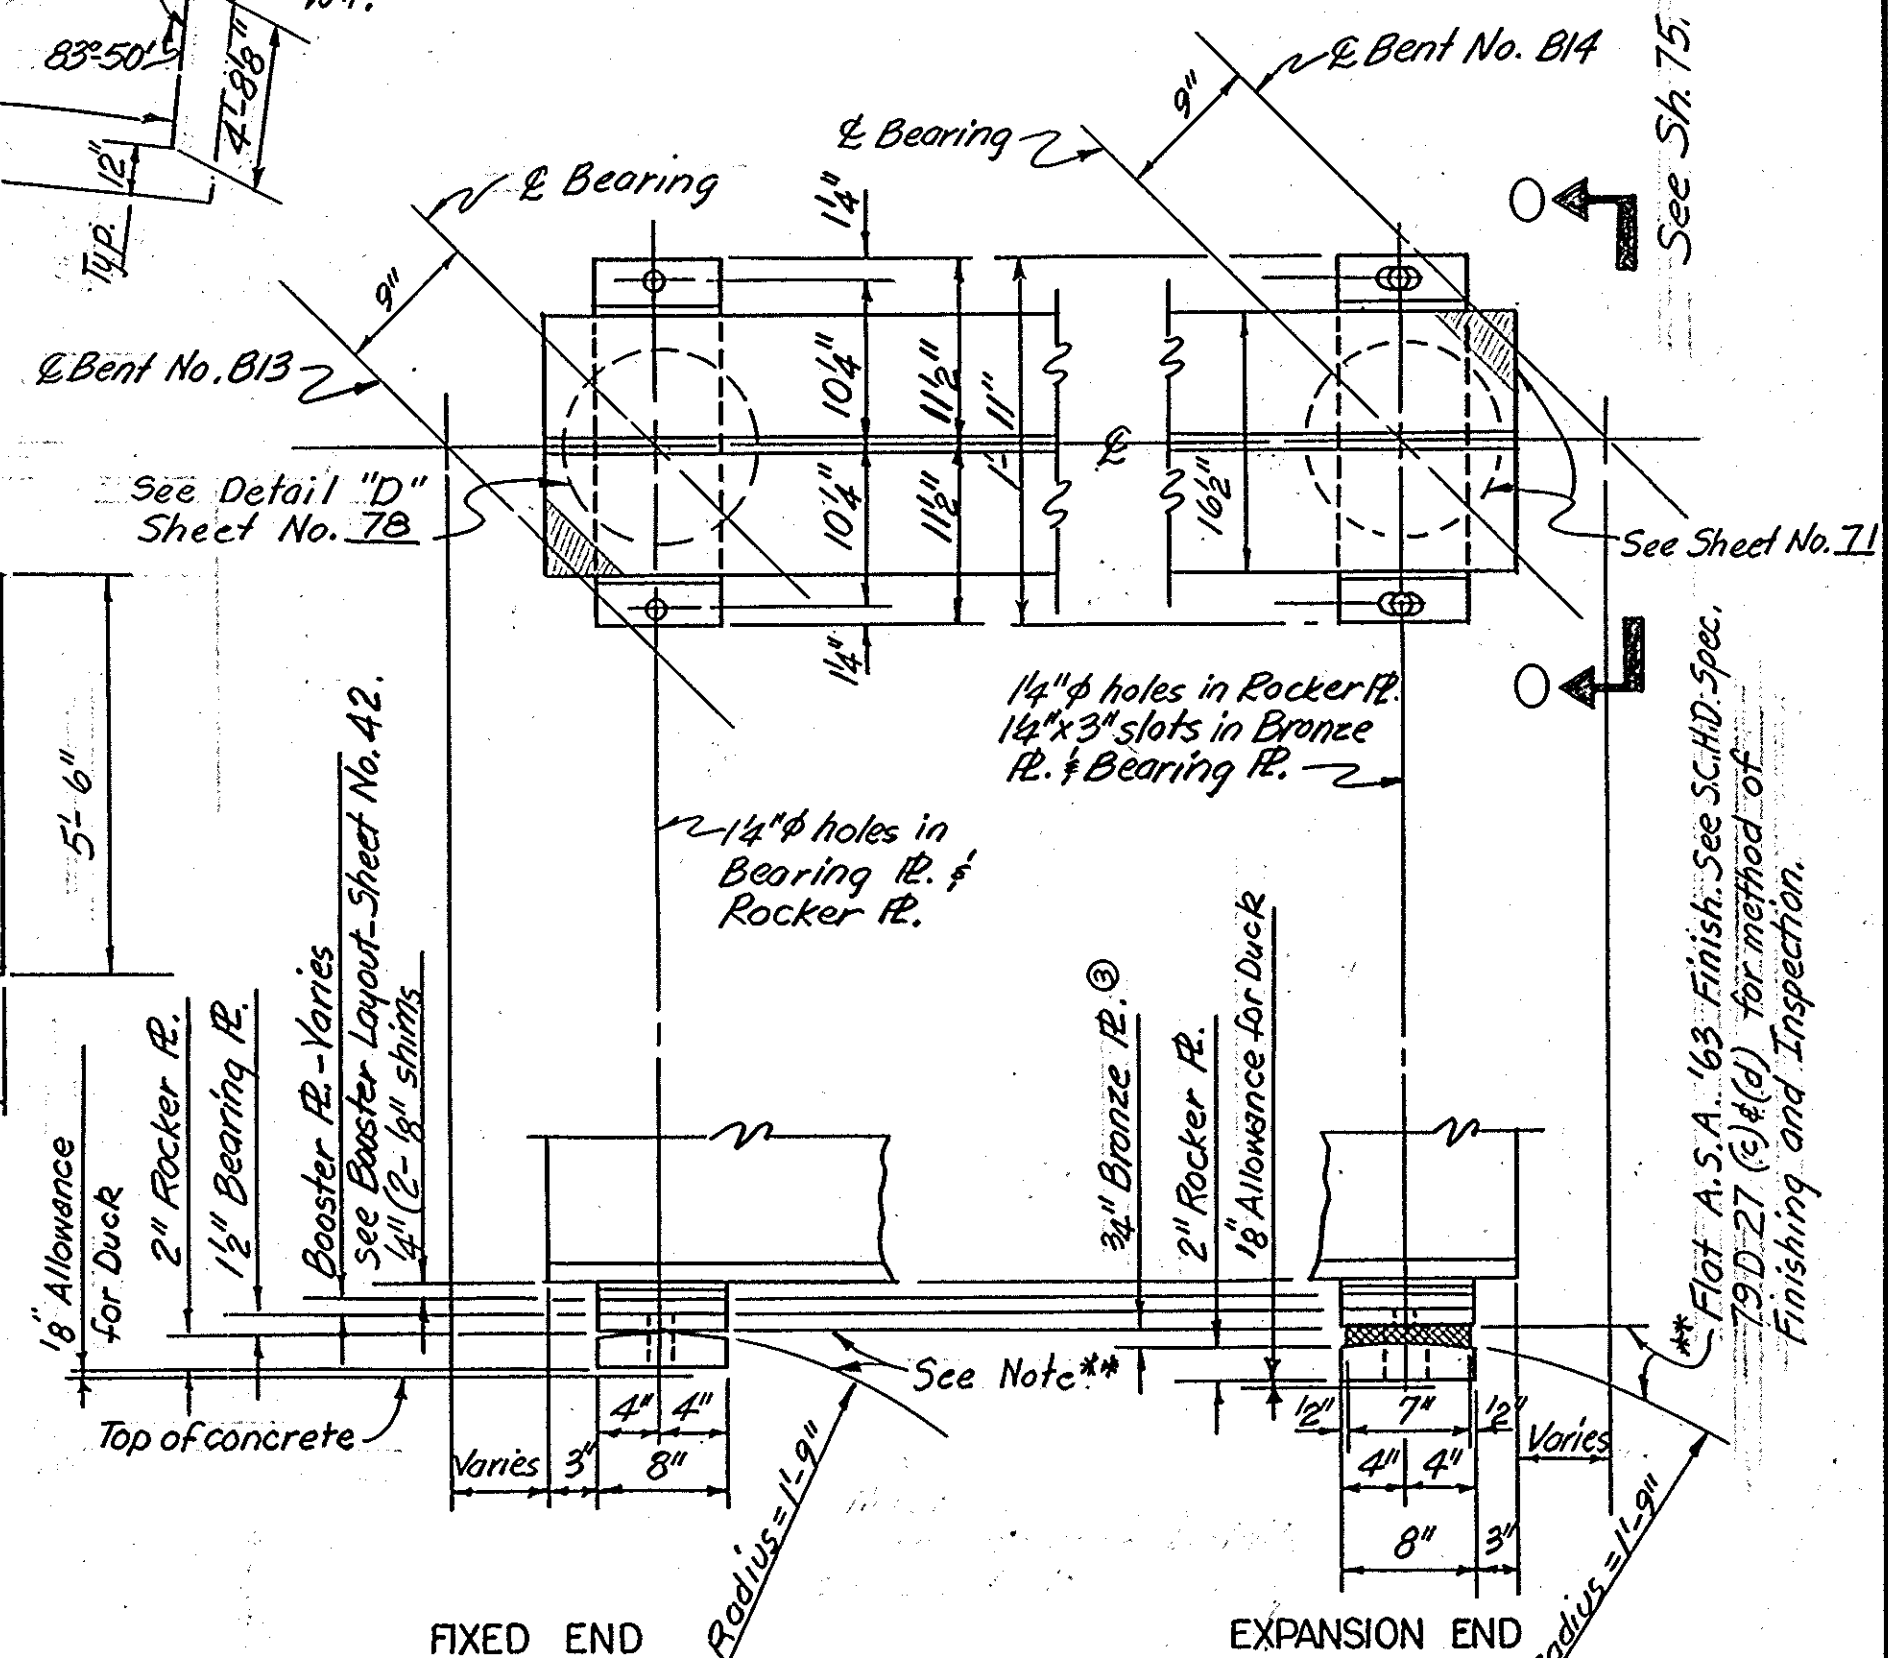 83°-50'
4'-8⅛"
12"
Typ.
℄ Bent No. B14
9"
℄ Bearing
See Sh. 75.
℄ Bearing
1¼"
O
9"
℄ Bent No. B13
10¼"
11½"
1'-11"
℄
16½"
See Detail "D"
Sheet No. 78
10¼"
11½"
See Sheet No. 71
1¼"
O
1¼"ϕ holes in Rocker PL.
1¼"x3" slots in Bronze
PL. & Bearing PL.
5'-6"
1¼"ϕ holes in
Bearing PL. &
Rocker PL.
⅛" Allowance
for Duck
2" Rocker PL.
1½" Bearing PL.
Booster PL.-Varies
see Booster Layout-Sheet No. 42.
¼" (2-⅛" shims
¾" Bronze PL. ③
2" Rocker PL.
⅛" Allowance for Duck
** Flat A.S.A. '63 Finish. See S.C.H.D. Spec.
79.D.27 (c) & (d) for method of
Finishing and Inspection.
See Note **
Top of concrete
4" 4"
Varies 3" 8"
½" 7" ½"
4" 4" Varies
8" 3"
Radius = 1'-9"
Radius = 1'-9"
FIXED END
EXPANSION END